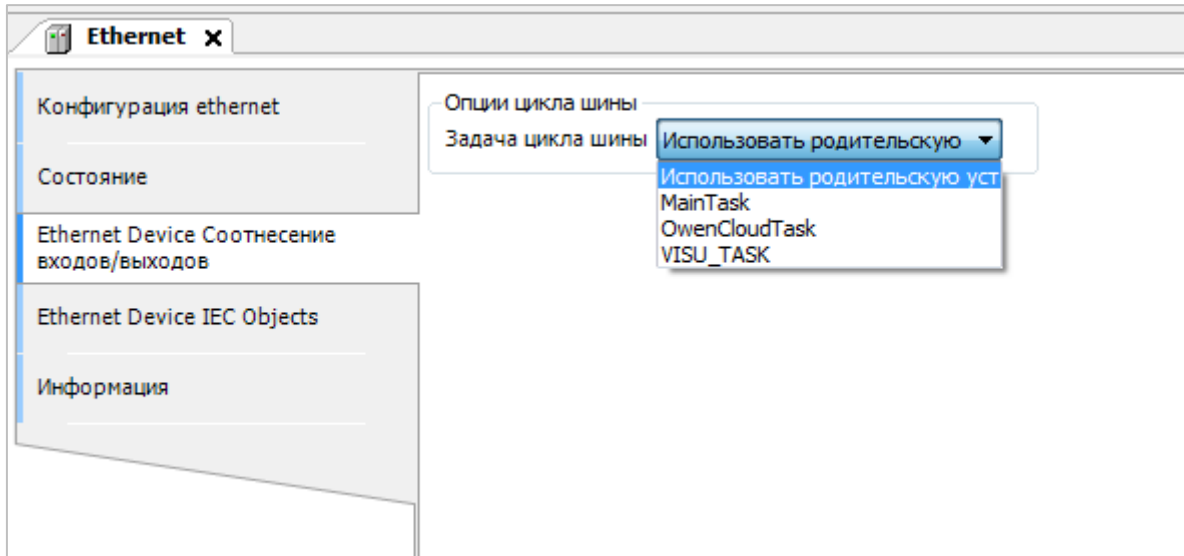 Ethernet
Конфигурация ethernet
Состояние
Ethernet Device Соотнесение
входов/выходов
Ethernet Device IEC Objects
Информация
Опции цикла шины
Задача цикла шины Использовать родительскую
Использовать родительскую уст
MainTask
OwenCloudTask
VISU_TASK